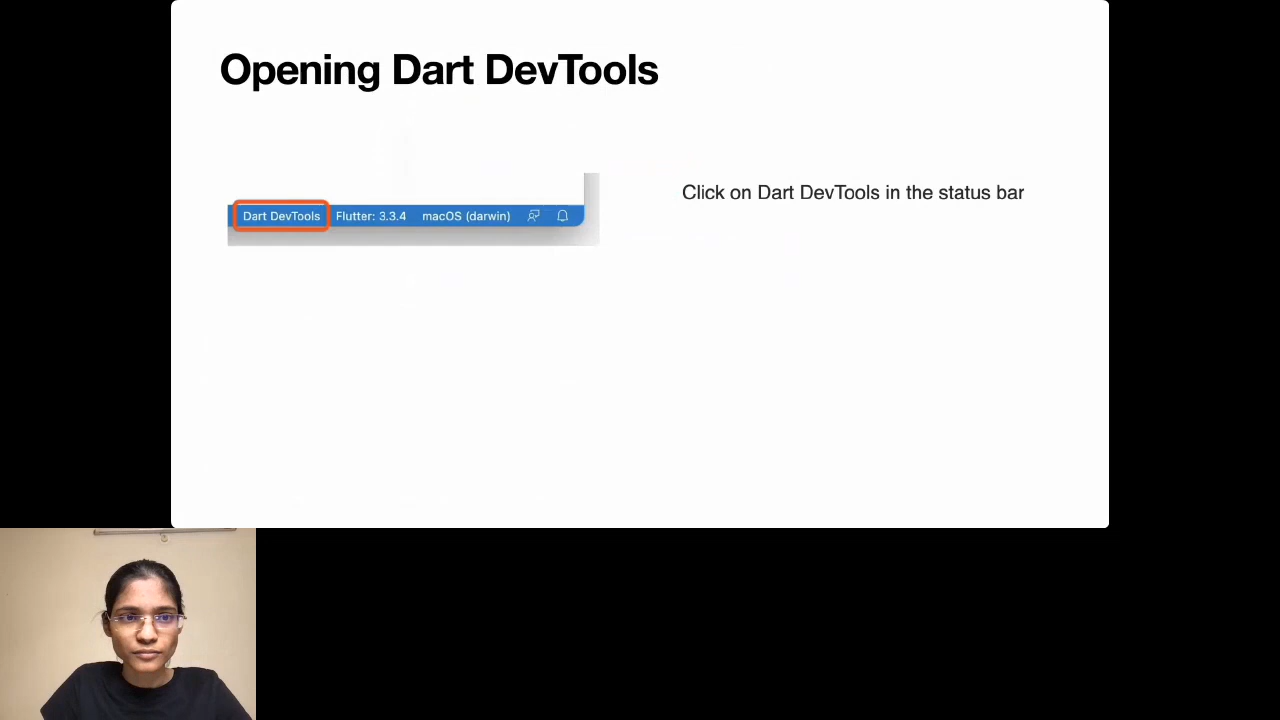 Opening Dart DevTools
Dart DevTools Flutter: 3.3.4 macOS (darwin)
Click on Dart DevTools in the status bar